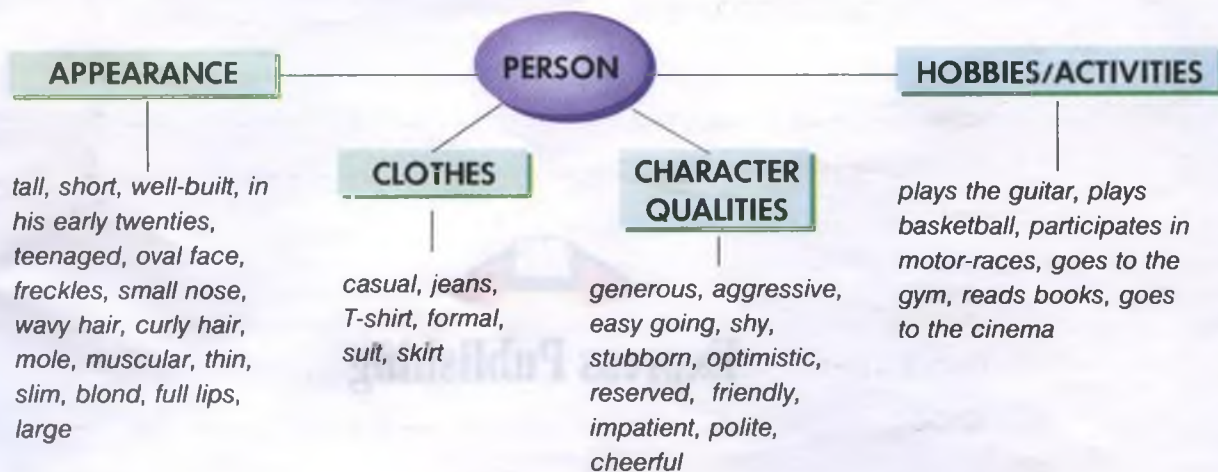 PERSON
APPEARANCE
HOBBIES/ACTIVITIES
CLOTHES
CHARACTER
QUALITIES
tall, short, well-built, in
his early twenties,
teenaged, oval face,
freckles, small nose,
wavy hair, curly hair,
mole, muscular, thin,
slim, blond, full lips,
large
casual, jeans,
T-shirt, formal,
suit, skirt
generous, aggressive,
easy going, shy,
stubborn, optimistic,
reserved, friendly,
impatient, polite,
cheerful
plays the guitar, plays
basketball, participates in
motor-races, goes to the
gym, reads books, goes
to the cinema
Express Publishing